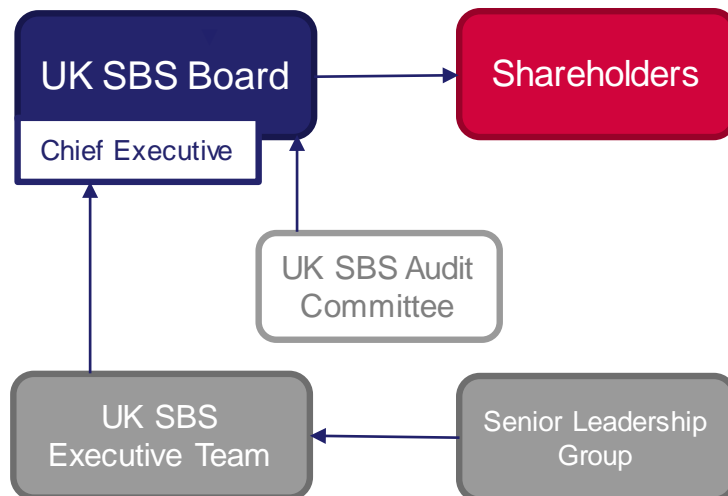 UK SBS Board
Shareholders
Chief Executive
UK SBS Audit
Committee
UK SBS
Executive Team
Senior Leadership
Group